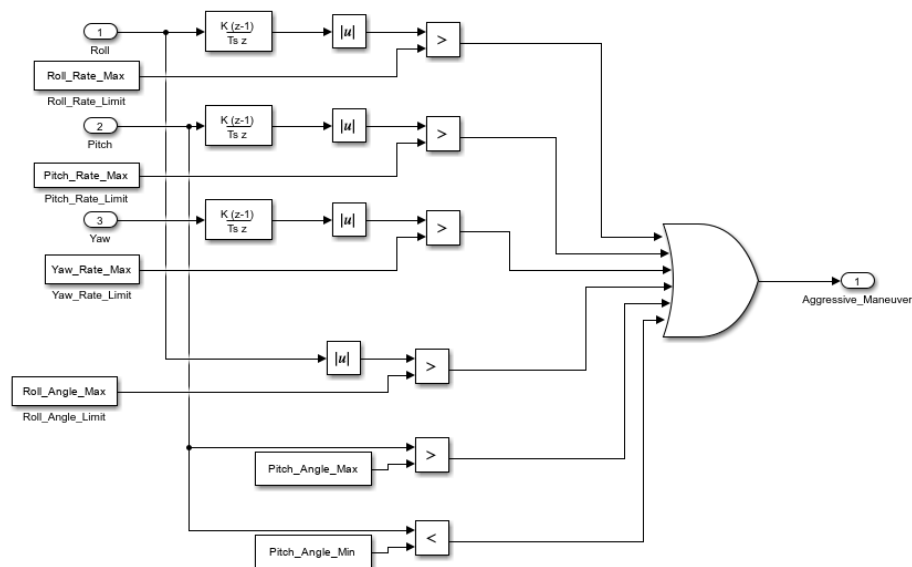 1
K (z-1)
Ts z
|u|
>
Roll
Roll_Rate_Max
Roll_Rate_Limit
2
K (z-1)
Ts z
|u|
>
Pitch
Pitch_Rate_Max
Pitch_Rate_Limit
3
K (z-1)
Ts z
|u|
>
Yaw
Yaw_Rate_Max
Yaw_Rate_Limit
1
Aggressive_Maneuver
|u|
>
Roll_Angle_Max
Roll_Angle_Limit
>
Pitch_Angle_Max
<
Pitch_Angle_Min